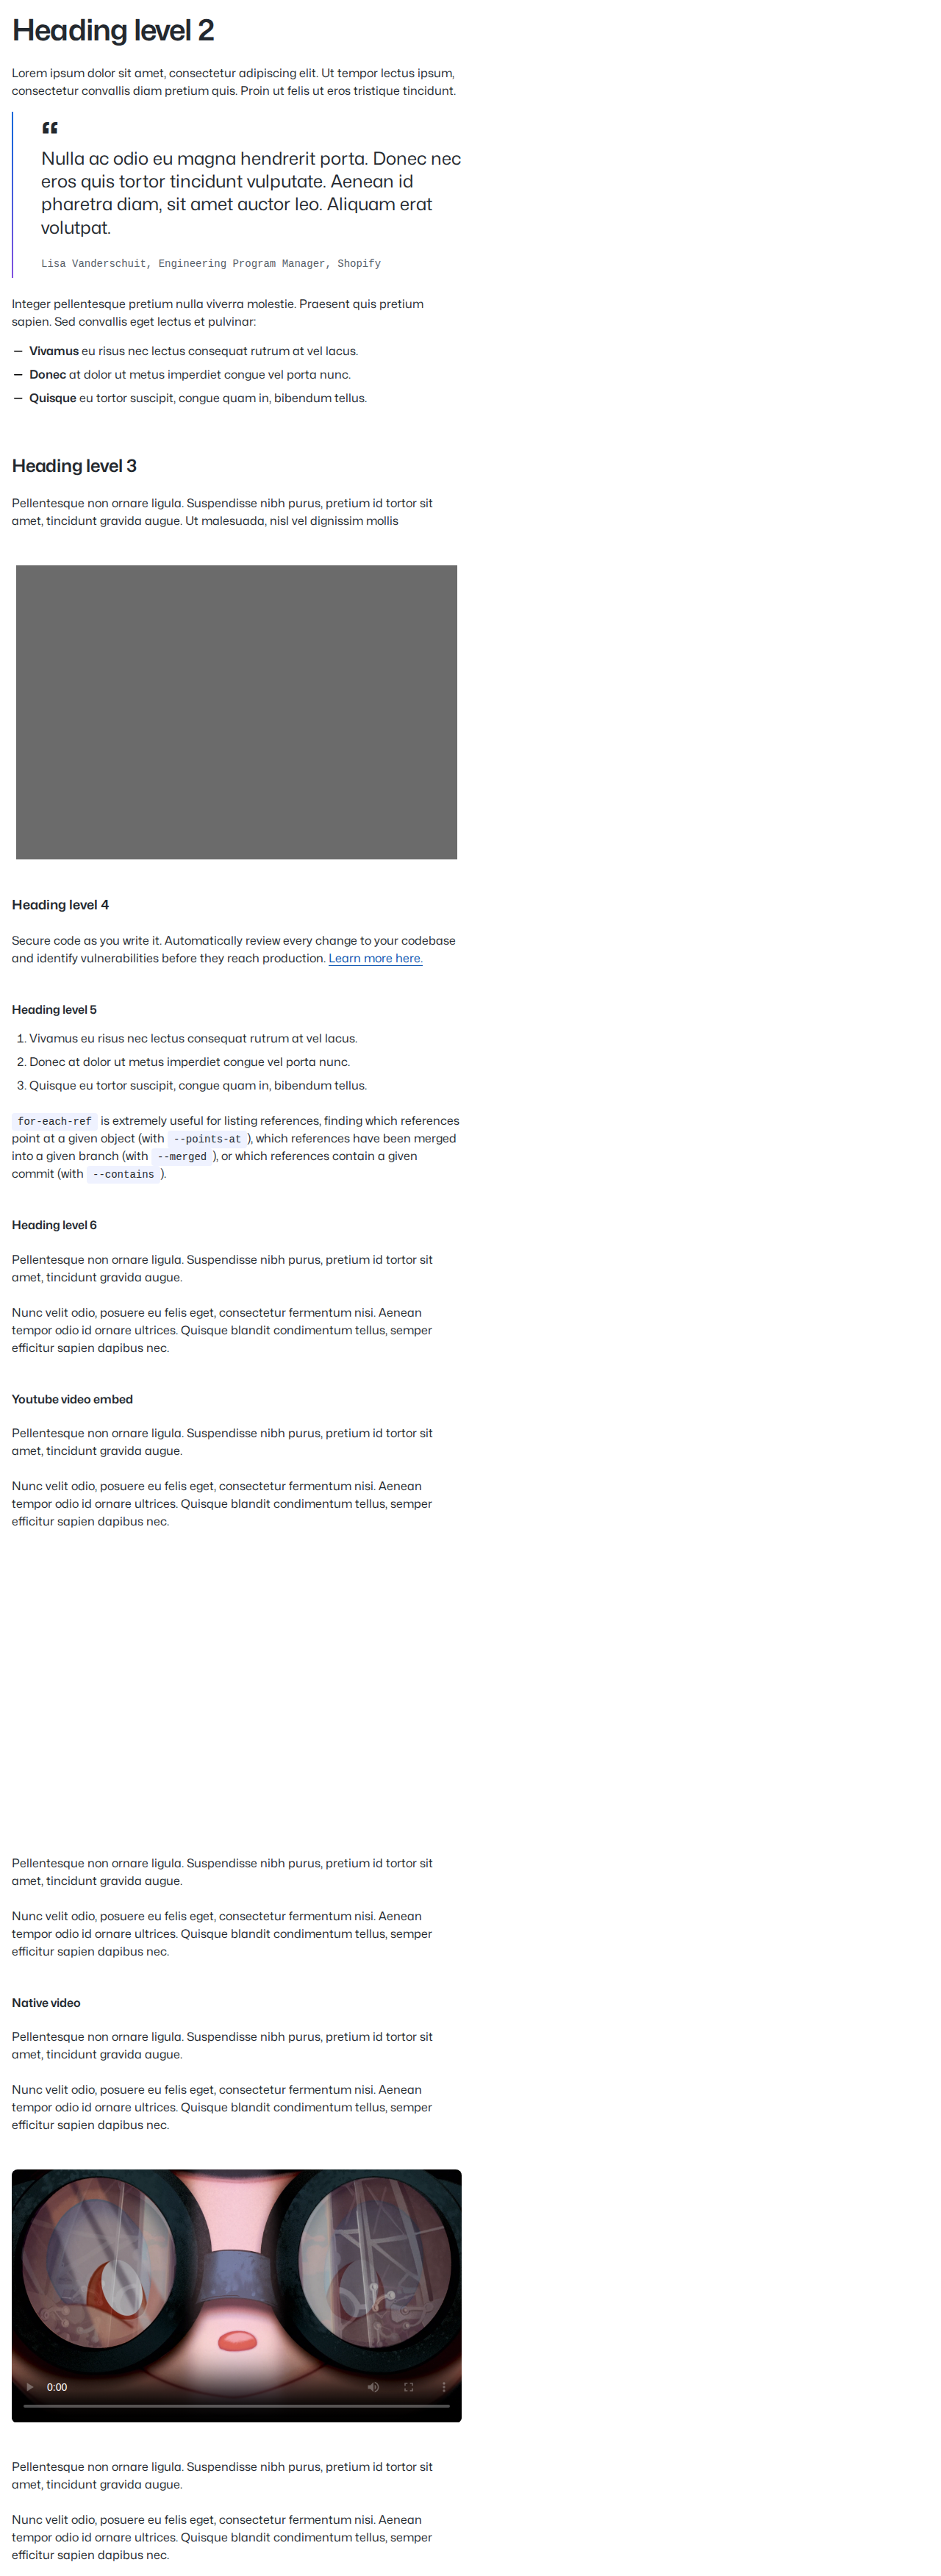 Heading level 2
Lorem ipsum dolor sit amet, consectetur adipiscing elit. Ut tempor lectus ipsum,
consectetur convallis diam pretium quis. Proin ut felis ut eros tristique tincidunt.
“
Nulla ac odio eu magna hendrerit porta. Donec nec
eros quis tortor tincidunt vulputate. Aenean id
pharetra diam, sit amet auctor leo. Aliquam erat
volutpat.
Lisa Vanderschuit, Engineering Program Manager, Shopify
Integer pellentesque pretium nulla viverra molestie. Praesent quis pretium
sapien. Sed convallis eget lectus et pulvinar:
— Vivamus eu risus nec lectus consequat rutrum at vel lacus.
— Donec at dolor ut metus imperdiet congue vel porta nunc.
— Quisque eu tortor suscipit, congue quam in, bibendum tellus.
Heading level 3
Pellentesque non ornare ligula. Suspendisse nibh purus, pretium id tortor sit
amet, tincidunt gravida augue. Ut malesuada, nisl vel dignissim mollis
Heading level 4
Secure code as you write it. Automatically review every change to your codebase
and identify vulnerabilities before they reach production. Learn more here.
Heading level 5
1. Vivamus eu risus nec lectus consequat rutrum at vel lacus.
2. Donec at dolor ut metus imperdiet congue vel porta nunc.
3. Quisque eu tortor suscipit, congue quam in, bibendum tellus.
for-each-ref is extremely useful for listing references, finding which references
point at a given object (with --points-at ), which references have been merged
into a given branch (with --merged ), or which references contain a given
commit (with --contains ).
Heading level 6
Pellentesque non ornare ligula. Suspendisse nibh purus, pretium id tortor sit
amet, tincidunt gravida augue.
Nunc velit odio, posuere eu felis eget, consectetur fermentum nisi. Aenean
tempor odio id ornare ultrices. Quisque blandit condimentum tellus, semper
efficitur sapien dapibus nec.
Youtube video embed
Pellentesque non ornare ligula. Suspendisse nibh purus, pretium id tortor sit
amet, tincidunt gravida augue.
Nunc velit odio, posuere eu felis eget, consectetur fermentum nisi. Aenean
tempor odio id ornare ultrices. Quisque blandit condimentum tellus, semper
efficitur sapien dapibus nec.
Pellentesque non ornare ligula. Suspendisse nibh purus, pretium id tortor sit
amet, tincidunt gravida augue.
Nunc velit odio, posuere eu felis eget, consectetur fermentum nisi. Aenean
tempor odio id ornare ultrices. Quisque blandit condimentum tellus, semper
efficitur sapien dapibus nec.
Native video
Pellentesque non ornare ligula. Suspendisse nibh purus, pretium id tortor sit
amet, tincidunt gravida augue.
Nunc velit odio, posuere eu felis eget, consectetur fermentum nisi. Aenean
tempor odio id ornare ultrices. Quisque blandit condimentum tellus, semper
efficitur sapien dapibus nec.
0:00
Pellentesque non ornare ligula. Suspendisse nibh purus, pretium id tortor sit
amet, tincidunt gravida augue.
Nunc velit odio, posuere eu felis eget, consectetur fermentum nisi. Aenean
tempor odio id ornare ultrices. Quisque blandit condimentum tellus, semper
efficitur sapien dapibus nec.